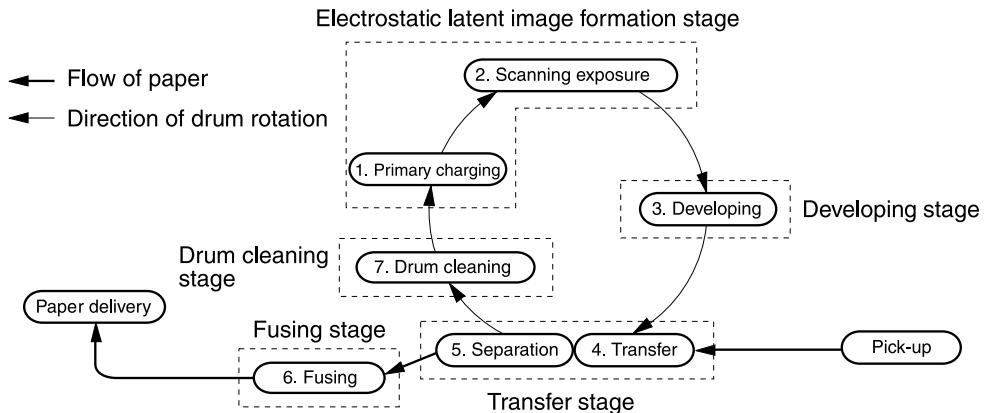 Electrostatic latent image formation stage
Flow of paper
Direction of drum rotation
2. Scanning exposure
1. Primary charging
3. Developing
Developing stage
Drum cleaning
stage
7. Drum cleaning
Paper delivery
Fusing stage
5. Separation
4. Transfer
Pick-up
6. Fusing
Transfer stage